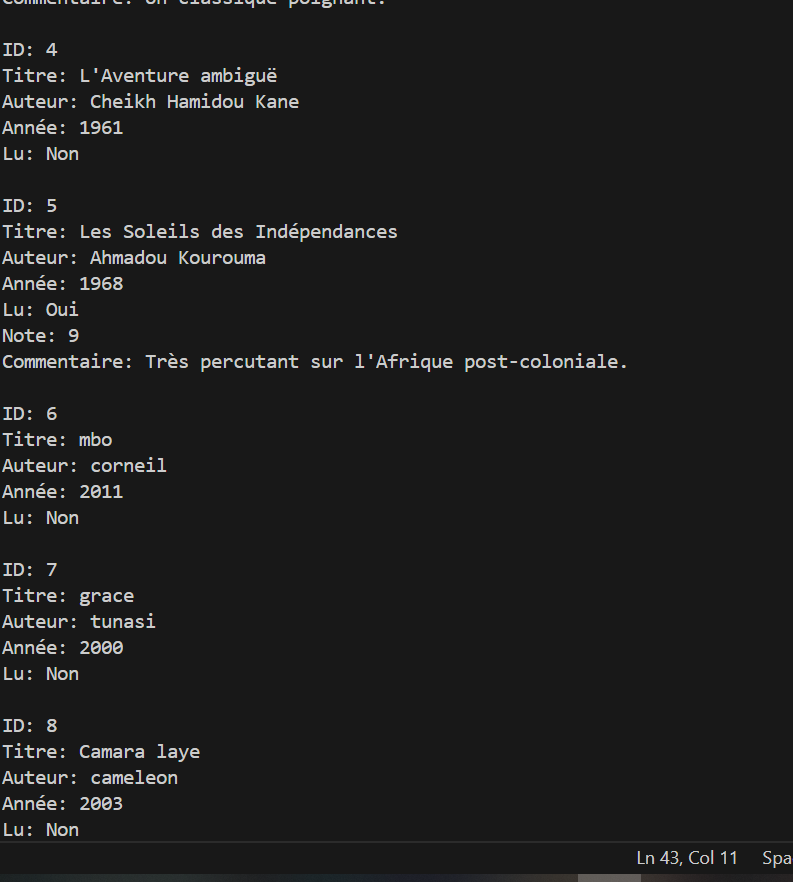 Commentaire: Un classique poignant.
ID: 4
Titre: L'Aventure ambiguë
Auteur: Cheikh Hamidou Kane
Année: 1961
Lu: Non
ID: 5
Titre: Les Soleils des Indépendances
Auteur: Ahmadou Kourouma
Année: 1968
Lu: Oui
Note: 9
Commentaire: Très percutant sur l'Afrique post-coloniale.
ID: 6
Titre: mbo
Auteur: corneil
Année: 2011
Lu: Non
ID: 7
Titre: grace
Auteur: tunasi
Année: 2000
Lu: Non
ID: 8
Titre: Camara laye
Auteur: cameleon
Année: 2003
Lu: Non
Ln 43, Col 11 Spa